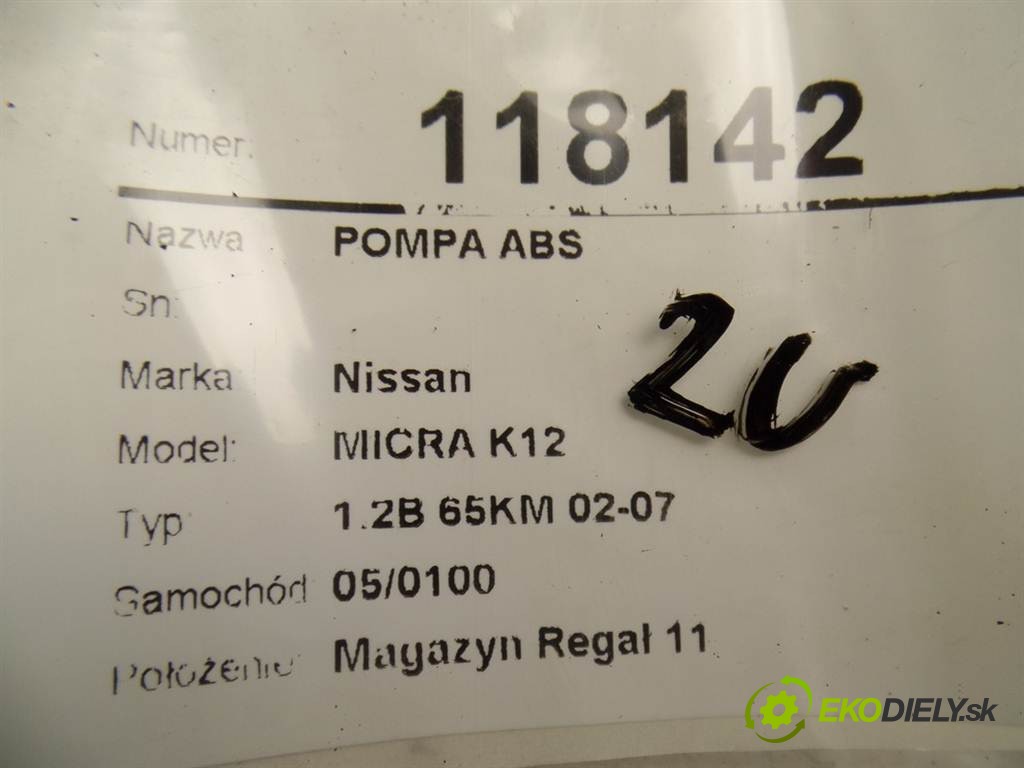 Numer: 118142
Nazwa POMPA ABS
Sn:
Marka Nissan
Model: MICRA K12
Typ 1.2B 65KM 02-07
Samochód 05/0100
Położenie Magazyn Regał 11
EKODIELY.sk